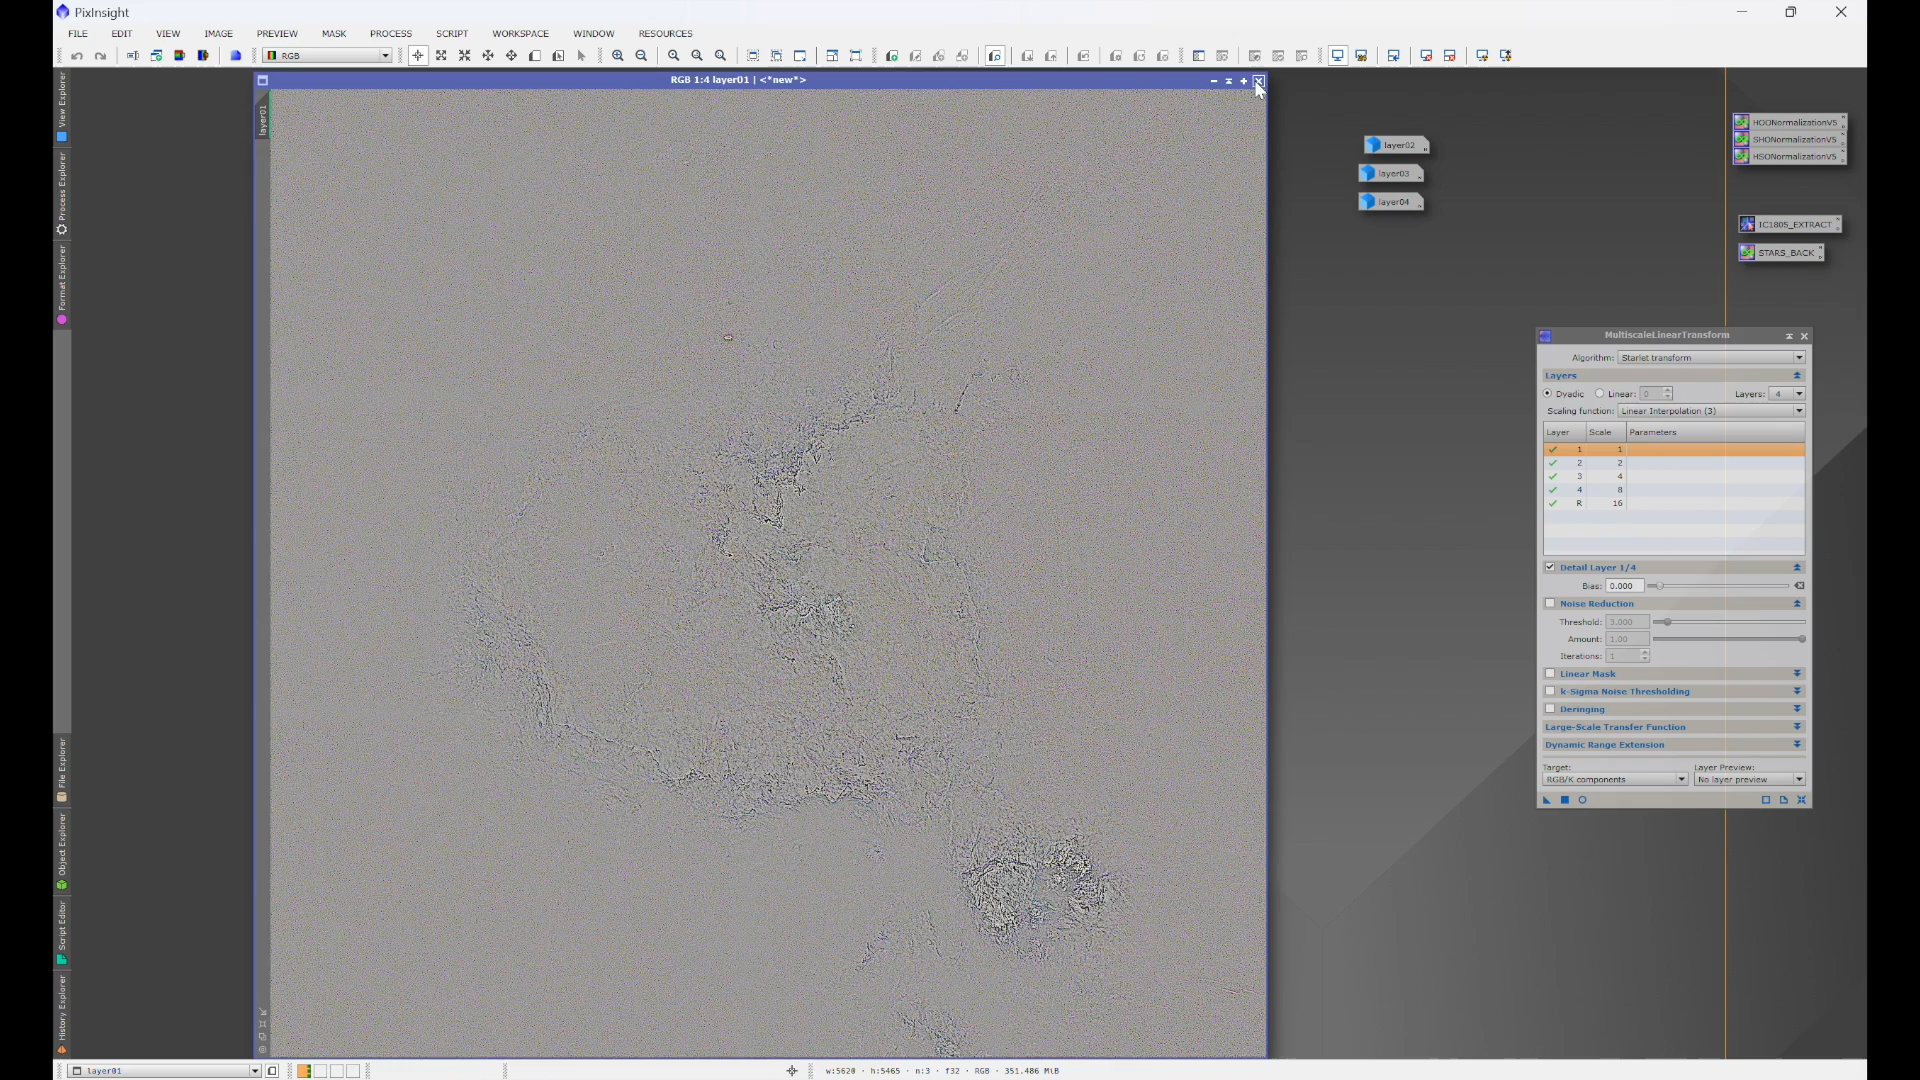 PixInsight
FILE EDIT VIEW IMAGE PREVIEW MASK PROCESS SCRIPT WORKSPACE WINDOW RESOURCES
RGB
RGB 1:4 layer01 | <*new*>
layer01
View Explorer
Process Explorer
Format Explorer
File Explorer
Object Explorer
Script Editor
History Explorer
layer02
layer03
layer04
HOONormalizationV5
SHONormalizationV5
HSONormalizationV5
IC1805_EXTRACT
STARS_BACK
MultiscaleLinearTransform
Algorithm: Starlet transform
Layers
Dyadic Linear: 0 Layers: 4
Scaling function: Linear Interpolation (3)
Layer Scale Parameters
1 1
2 2
3 4
4 8
R 16
Detail Layer 1/4
Bias: 0.000
Noise Reduction
Threshold: 3.000
Amount: 1.00
Iterations: 1
Linear Mask
k-Sigma Noise Thresholding
Deringing
Large-Scale Transfer Function
Dynamic Range Extension
Target: Layer Preview:
RGB/K components No layer preview
layer01
w:5620 · h:5465 · n:3 · f32 · RGB · 351.486 MiB